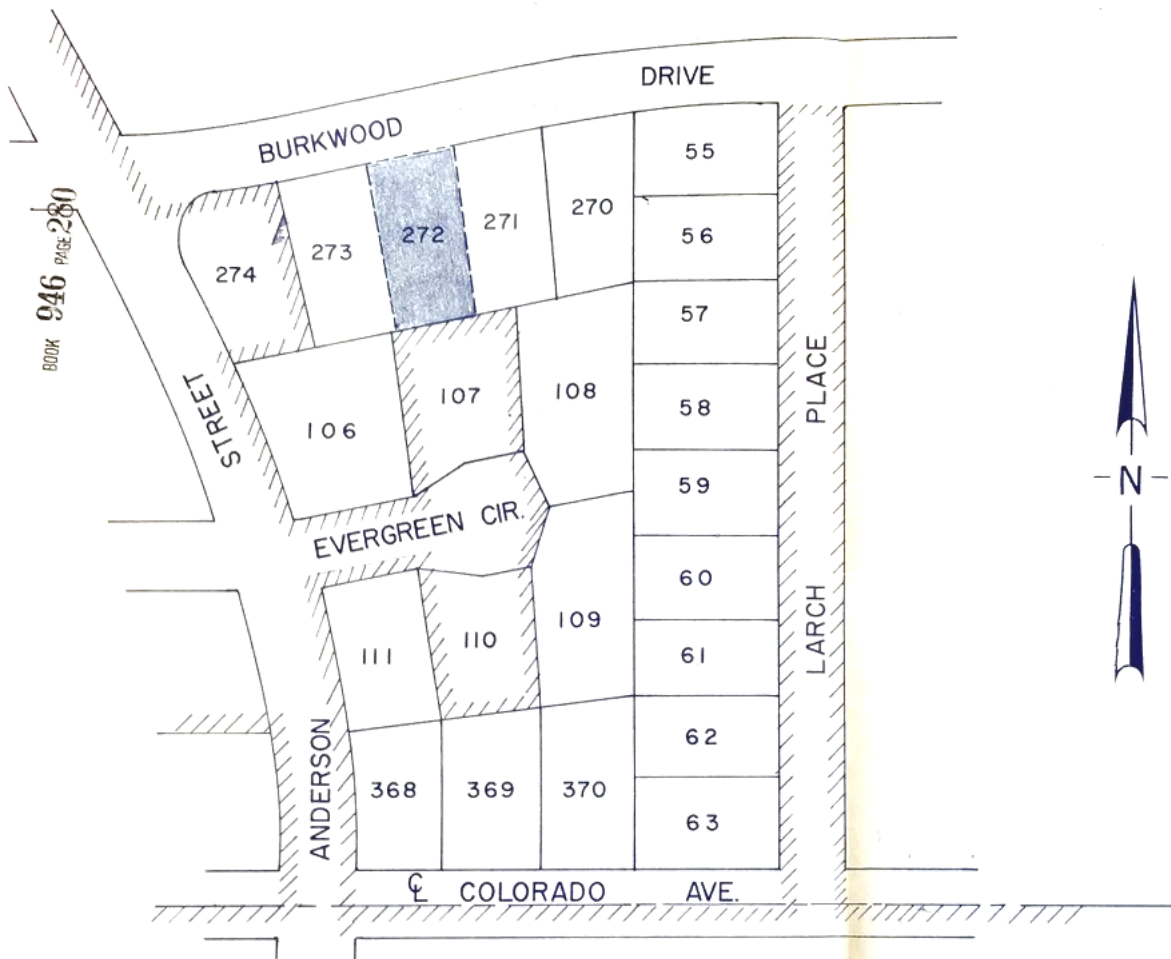 DRIVE
BURKWOOD
BOOK 946 PAGE 280
55
56
57
58
59
60
61
62
63
270
271
272
273
274
106
107
108
EVERGREEN CIR.
109
110
111
368
369
370
ANDERSON STREET
LARCH PLACE
℄ COLORADO AVE.
N